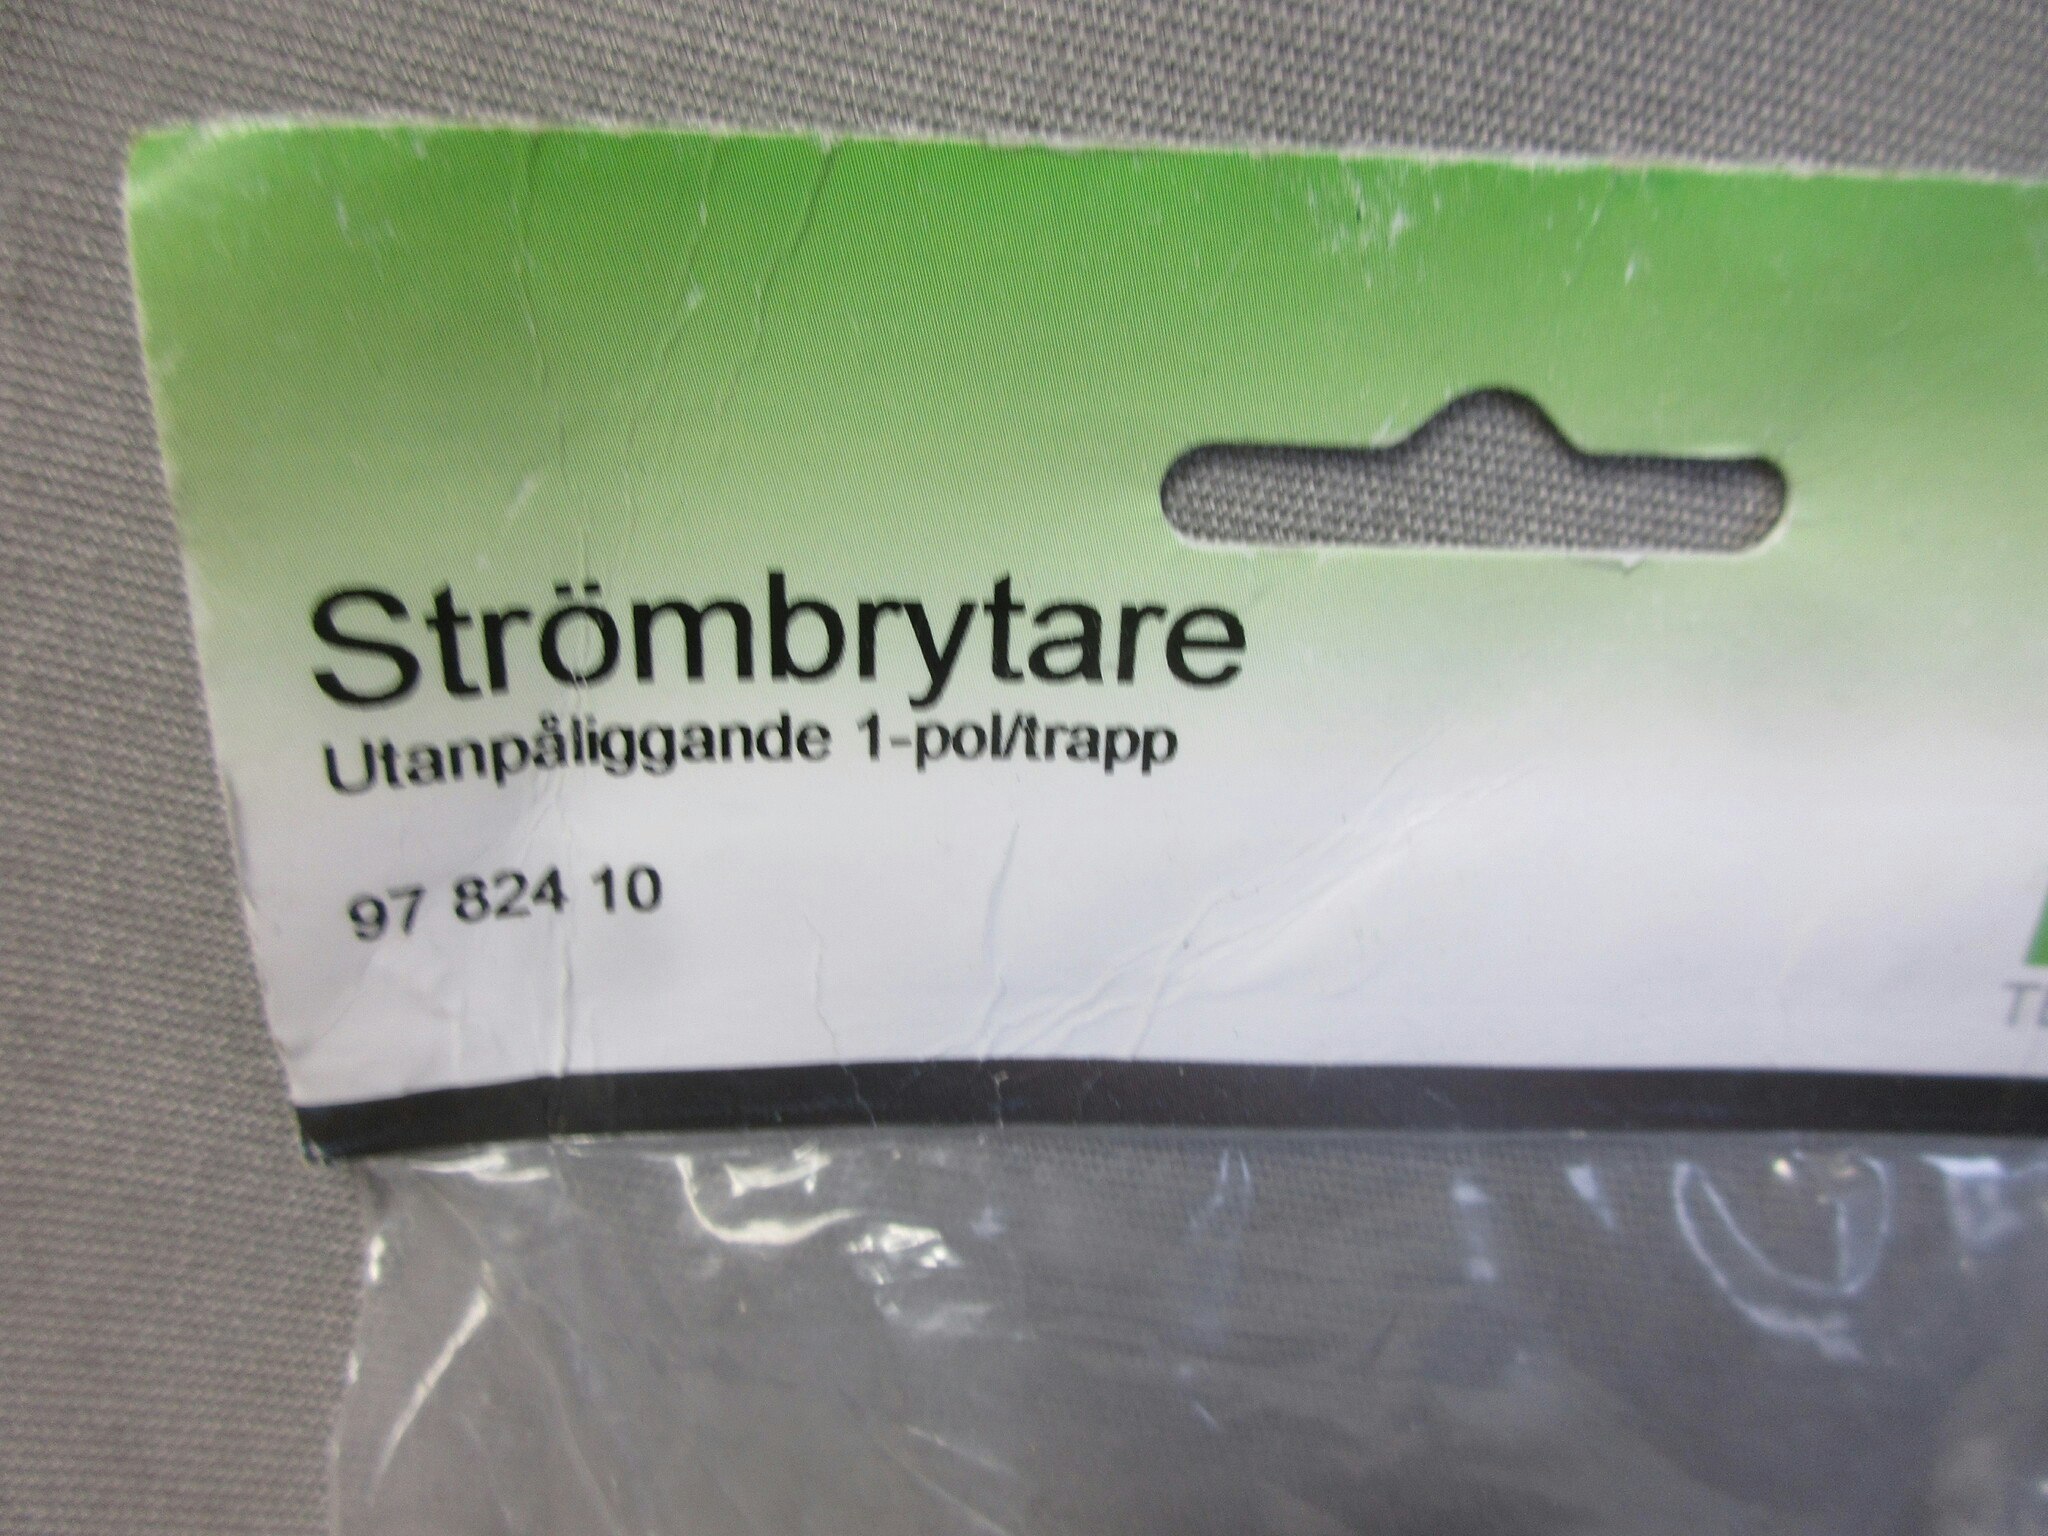 Strömbrytare
Utanpåliggande 1-pol/trapp
97 824 10